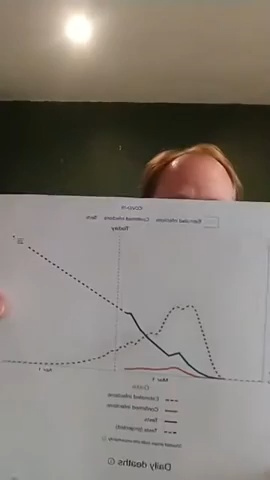 COVID-19
Estimated infections Confirmed infections Tests
Today
Mar 1 Apr 1
Date
Estimated infections
Confirmed infections
Tests
Tests (projected)
Daily deaths